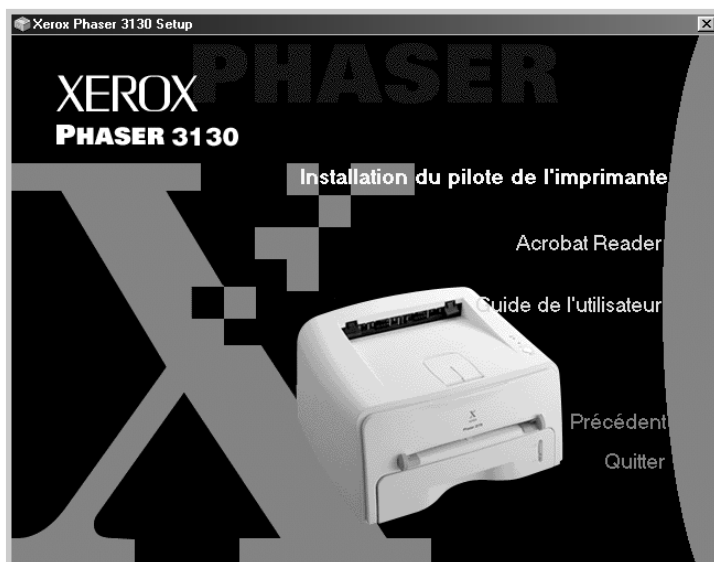 Xerox Phaser 3130 Setup
PHASER
XEROX
PHASER 3130
Installation du pilote de l'imprimante
Acrobat Reader
Guide de l'utilisateur
Précédent
Quitter